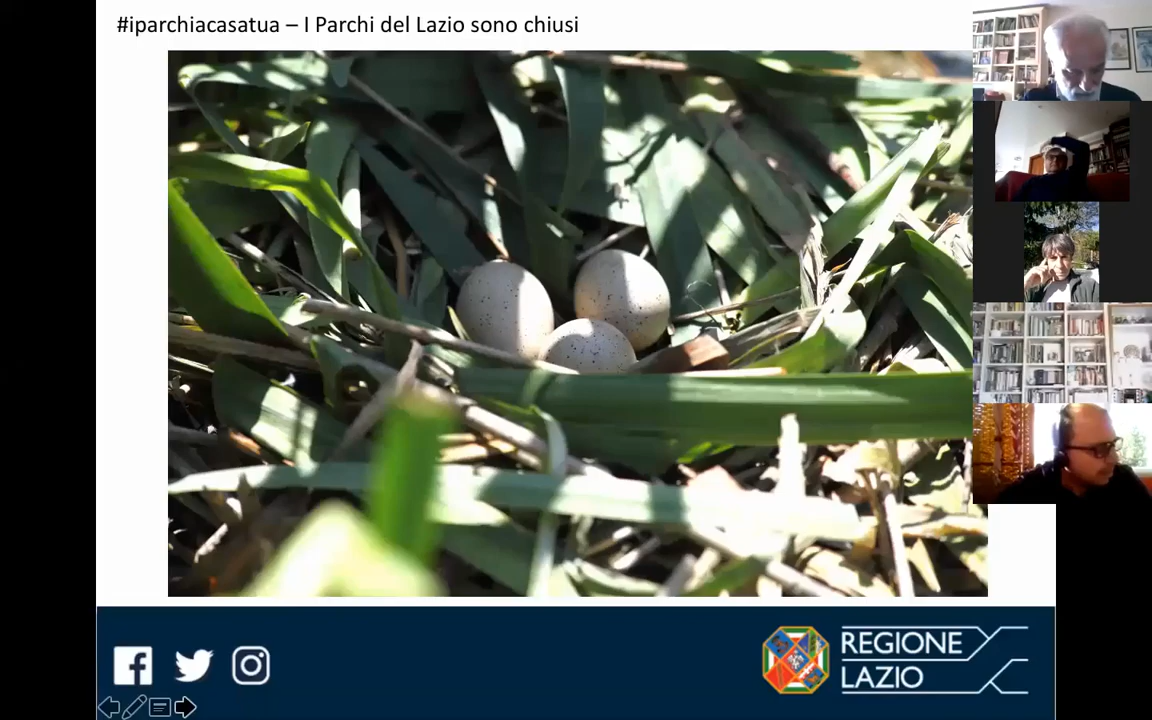 #iparchiacasatua – I Parchi del Lazio sono chiusi
REGIONE
LAZIO